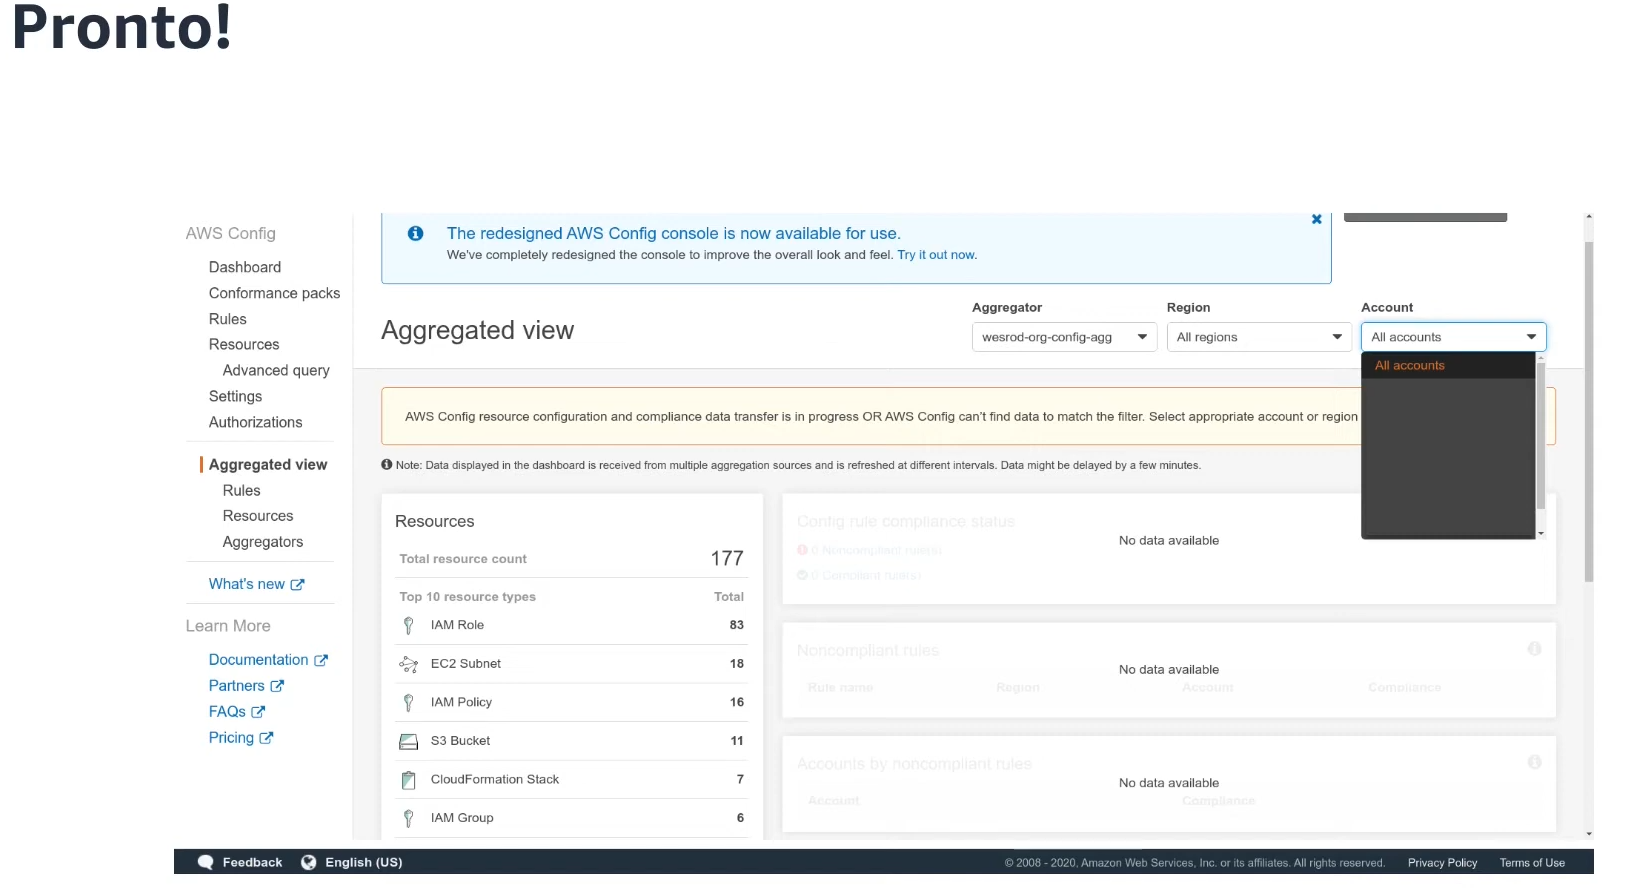 Pronto!
AWS Config
Dashboard
Conformance packs
Rules
Resources
Advanced query
Settings
Authorizations
Aggregated view
Rules
Resources
Aggregators
What's new
Learn More
Documentation
Partners
FAQs
Pricing
The redesigned AWS Config console is now available for use.
We've completely redesigned the console to improve the overall look and feel. Try it out now.
Aggregated view
Aggregator Region Account
wesrod-org-config-agg All regions All accounts
All accounts
AWS Config resource configuration and compliance data transfer is in progress OR AWS Config can't find data to match the filter. Select appropriate account or region
Note: Data displayed in the dashboard is received from multiple aggregation sources and is refreshed at different intervals. Data might be delayed by a few minutes.
Resources
Total resource count 177
Top 10 resource types Total
IAM Role 83
EC2 Subnet 18
IAM Policy 16
S3 Bucket 11
CloudFormation Stack 7
IAM Group 6
Config rule compliance status
No data available
0 Noncompliant rule(s)
0 Compliant rule(s)
Noncompliant rules
No data available
Rule name Region Account Compliance
Accounts by noncompliant rules
No data available
Account Compliance
Feedback English (US)
© 2008 - 2020, Amazon Web Services, Inc. or its affiliates. All rights reserved. Privacy Policy Terms of Use